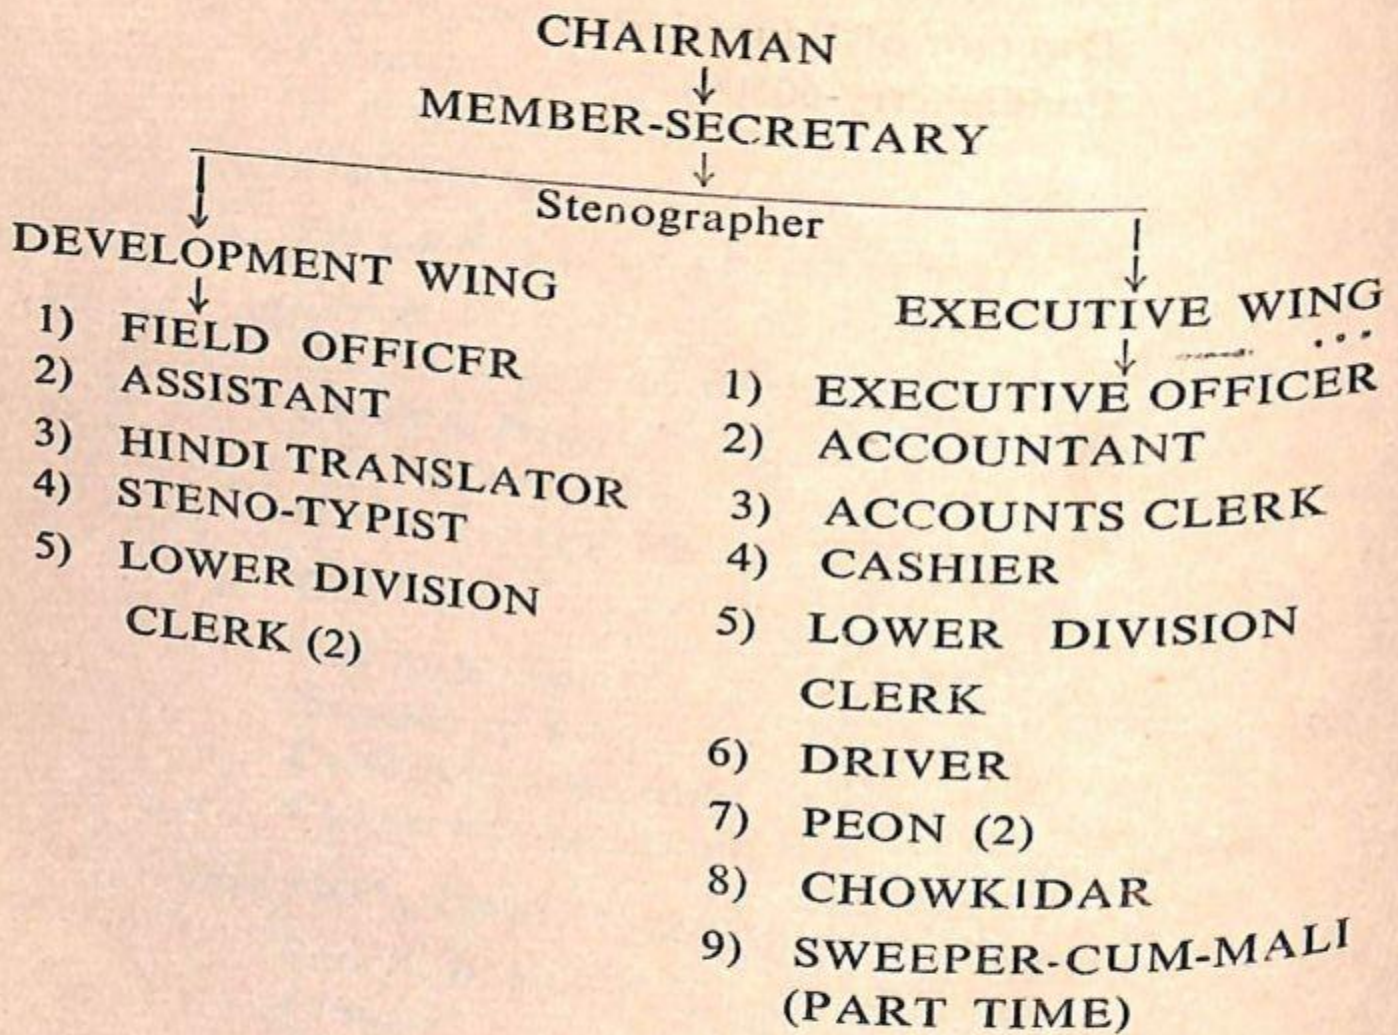 CHAIRMAN
↓
MEMBER-SECRETARY
↓
Stenographer
DEVELOPMENT WING
↓
1) FIELD OFFICFR
2) ASSISTANT
3) HINDI TRANSLATOR
4) STENO-TYPIST
5) LOWER DIVISION
CLERK (2)
EXECUTIVE WING
↓
1) EXECUTIVE OFFICER
2) ACCOUNTANT
3) ACCOUNTS CLERK
4) CASHIER
5) LOWER DIVISION
CLERK
6) DRIVER
7) PEON (2)
8) CHOWKIDAR
9) SWEEPER-CUM-MALI
(PART TIME)